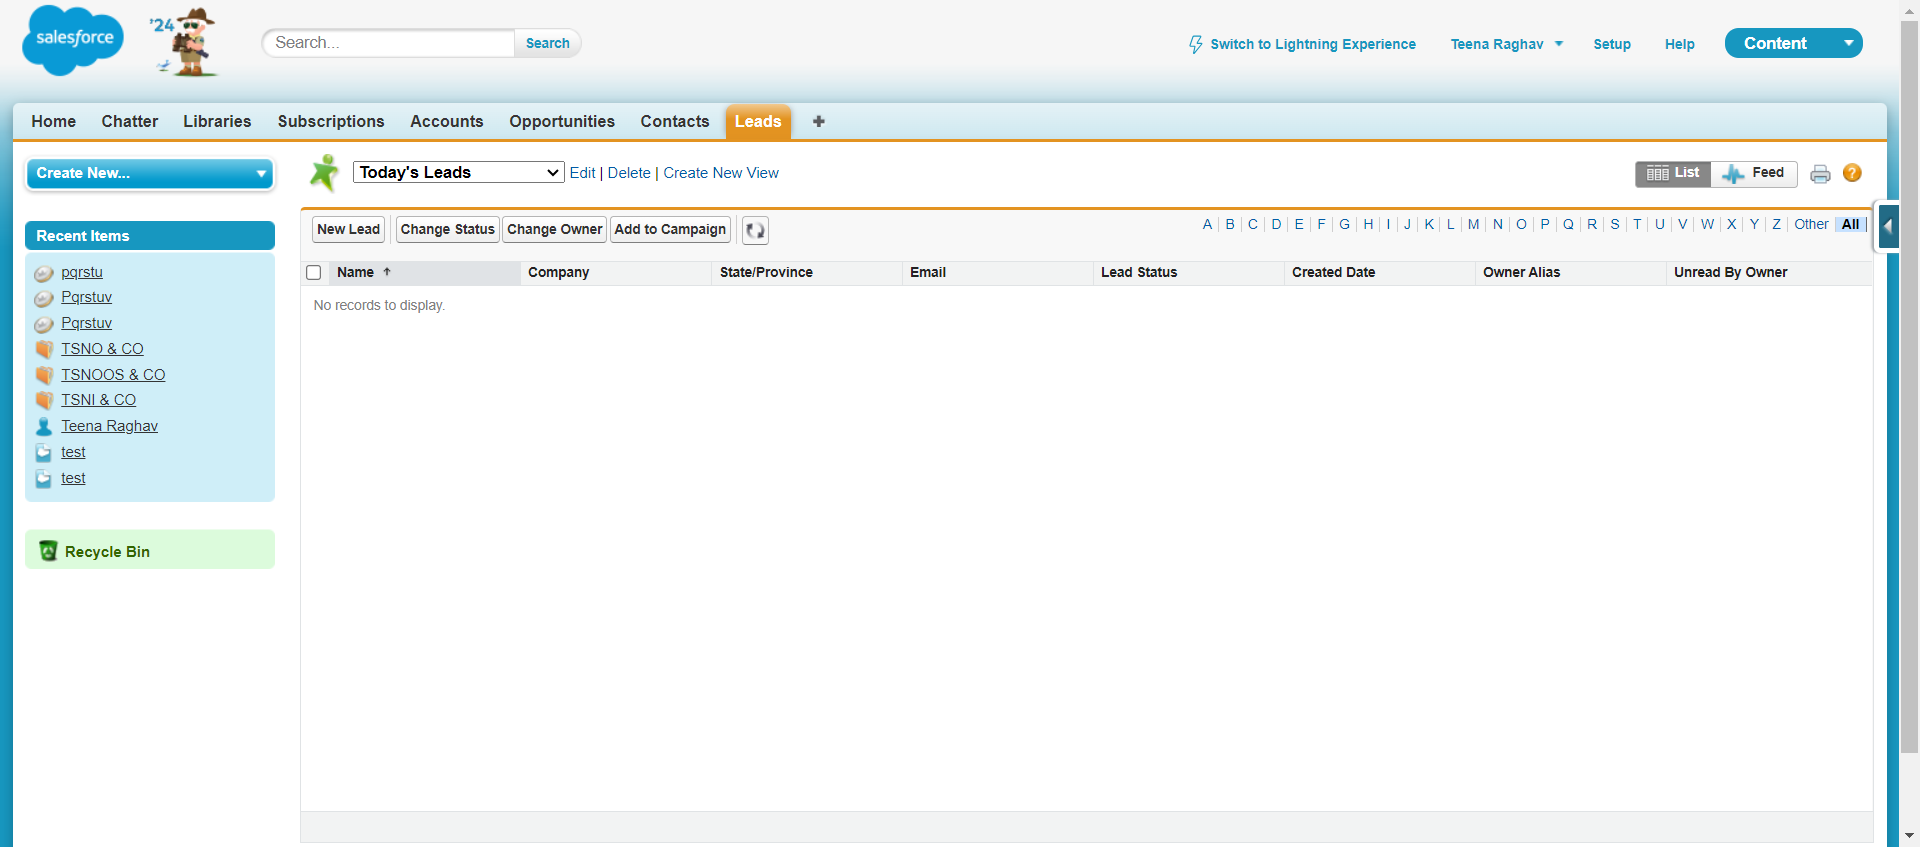 salesforce
'24
Search...
Search
Switch to Lightning Experience
Teena Raghav
Setup
Help
Content
Home
Chatter
Libraries
Subscriptions
Accounts
Opportunities
Contacts
Leads
+
Create New...
Today's Leads
Edit | Delete | Create New View
List
Feed
?
Recent Items
pqrstu
Pqrstuv
Pqrstuv
TSNO & CO
TSNOOS & CO
TSNI & CO
Teena Raghav
test
test
Recycle Bin
New Lead
Change Status
Change Owner
Add to Campaign
A | B | C | D | E | F | G | H | I | J | K | L | M | N | O | P | Q | R | S | T | U | V | W | X | Y | Z | Other | All
Name
Company
State/Province
Email
Lead Status
Created Date
Owner Alias
Unread By Owner
No records to display.